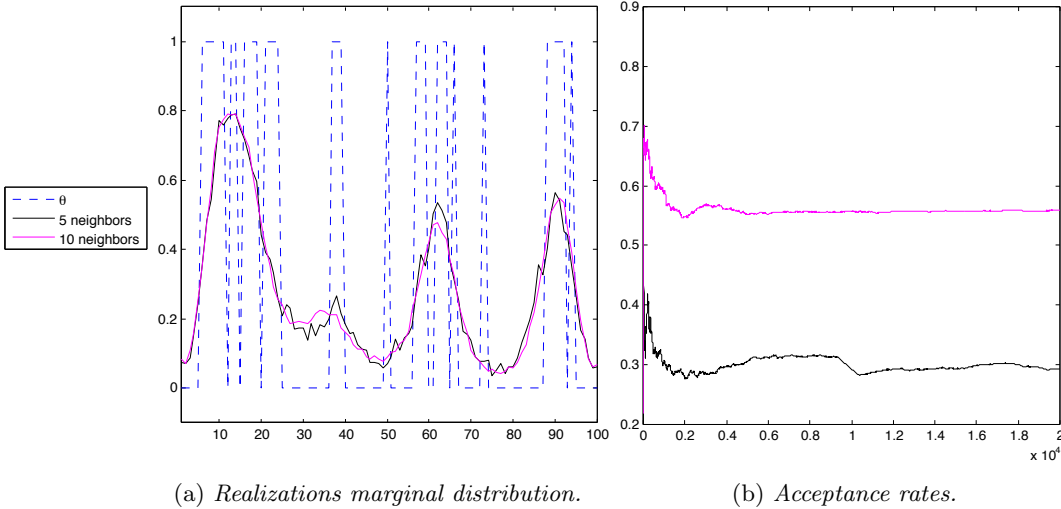 θ
5 neighbors
10 neighbors
1
0.8
0.6
0.4
0.2
0
10 20 30 40 50 60 70 80 90 100
0.9
0.8
0.7
0.6
0.5
0.4
0.3
0.2
0 0.2 0.4 0.6 0.8 1 1.2 1.4 1.6 1.8 2
x 10^4
(a) Realizations marginal distribution.
(b) Acceptance rates.